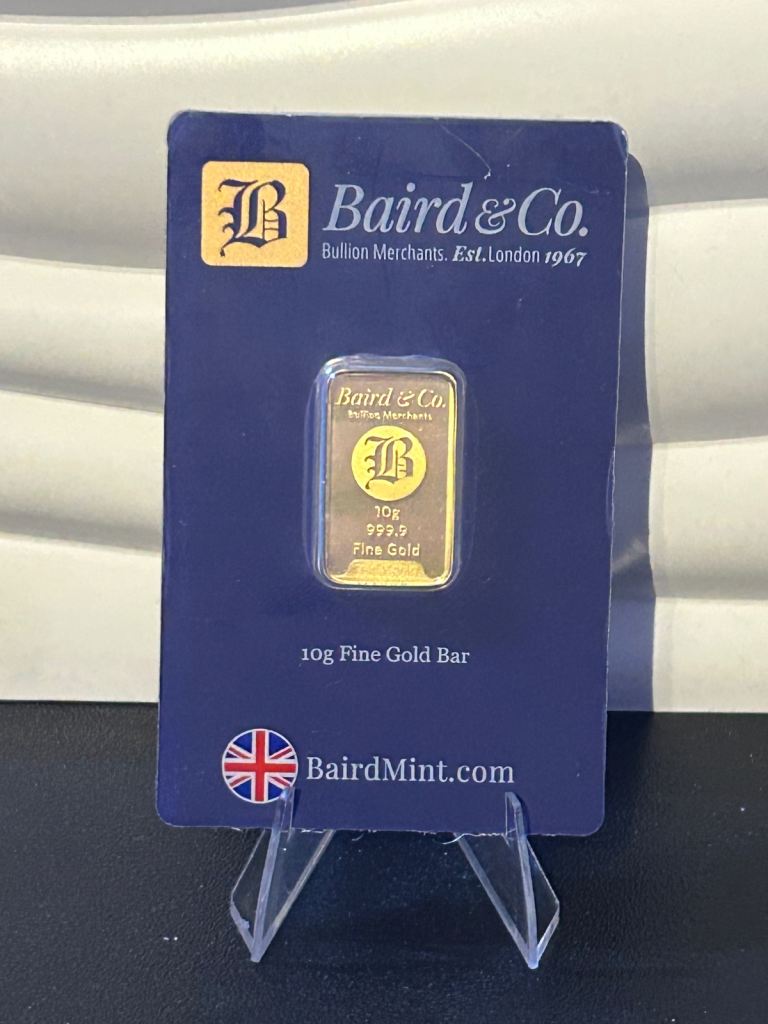 B
Baird & Co.
Bullion Merchants. Est. London 1967
Baird & Co.
Bullion Merchants
B
10g
999.9
Fine Gold
10g Fine Gold Bar
BairdMint.com